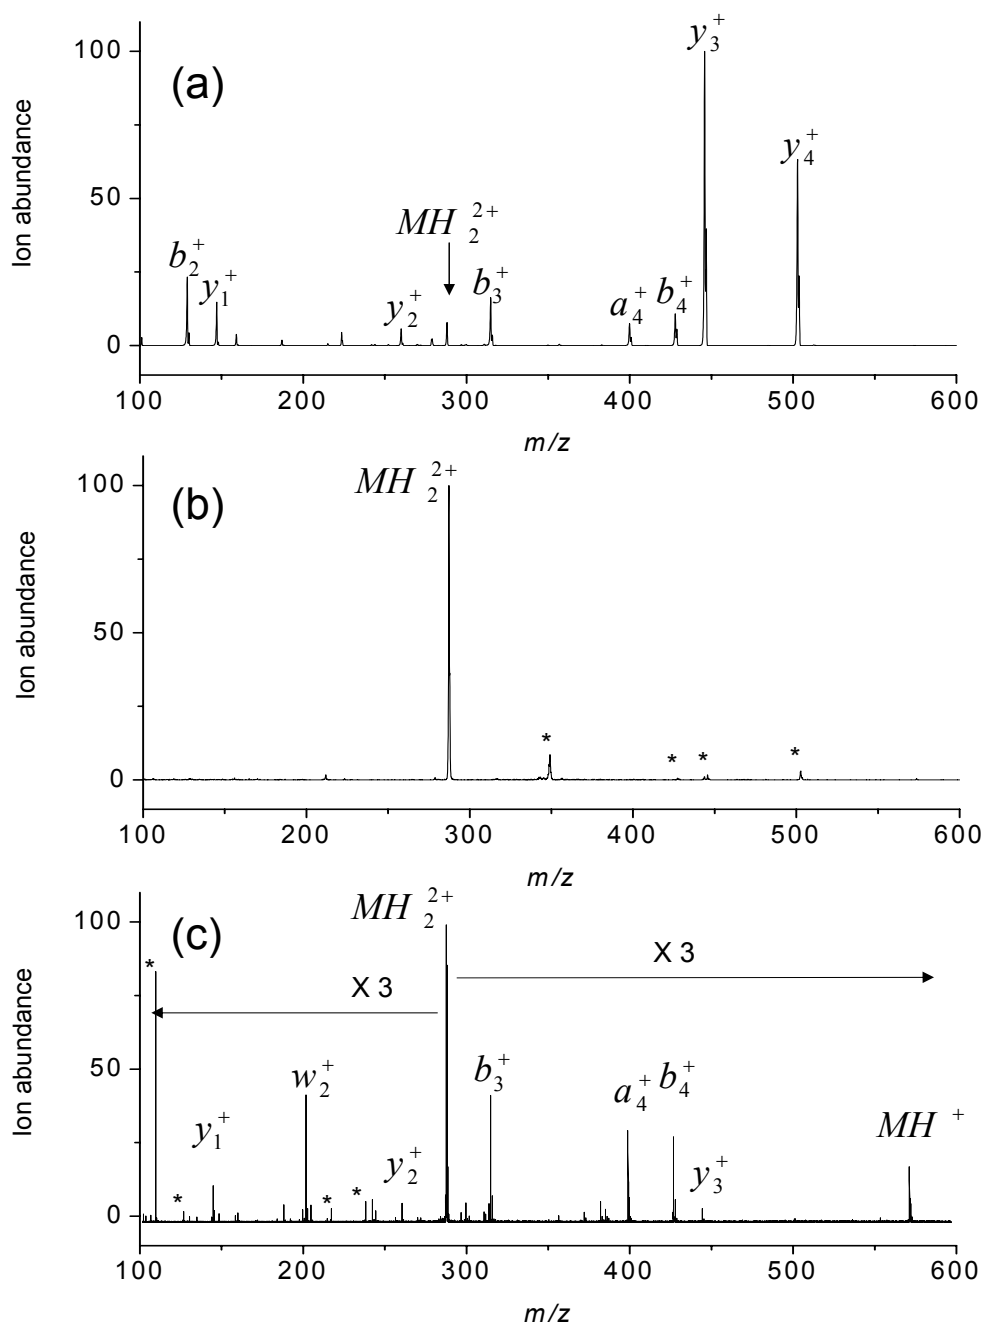 (a)
Ion abundance
100
50
0
b₂⁺
y₁⁺
y₂⁺
MH₂²⁺
b₃⁺
a₄⁺
b₄⁺
y₃⁺
y₄⁺
100 200 300 400 500 600
m/z
(b)
Ion abundance
100
50
0
MH₂²⁺
* * * *
100 200 300 400 500 600
m/z
(c)
Ion abundance
100
50
0
MH₂²⁺
X 3
X 3
*
y₁⁺
*
w₂⁺
*
*
y₂⁺
b₃⁺
a₄⁺
b₄⁺
y₃⁺
MH⁺
100 200 300 400 500 600
m/z